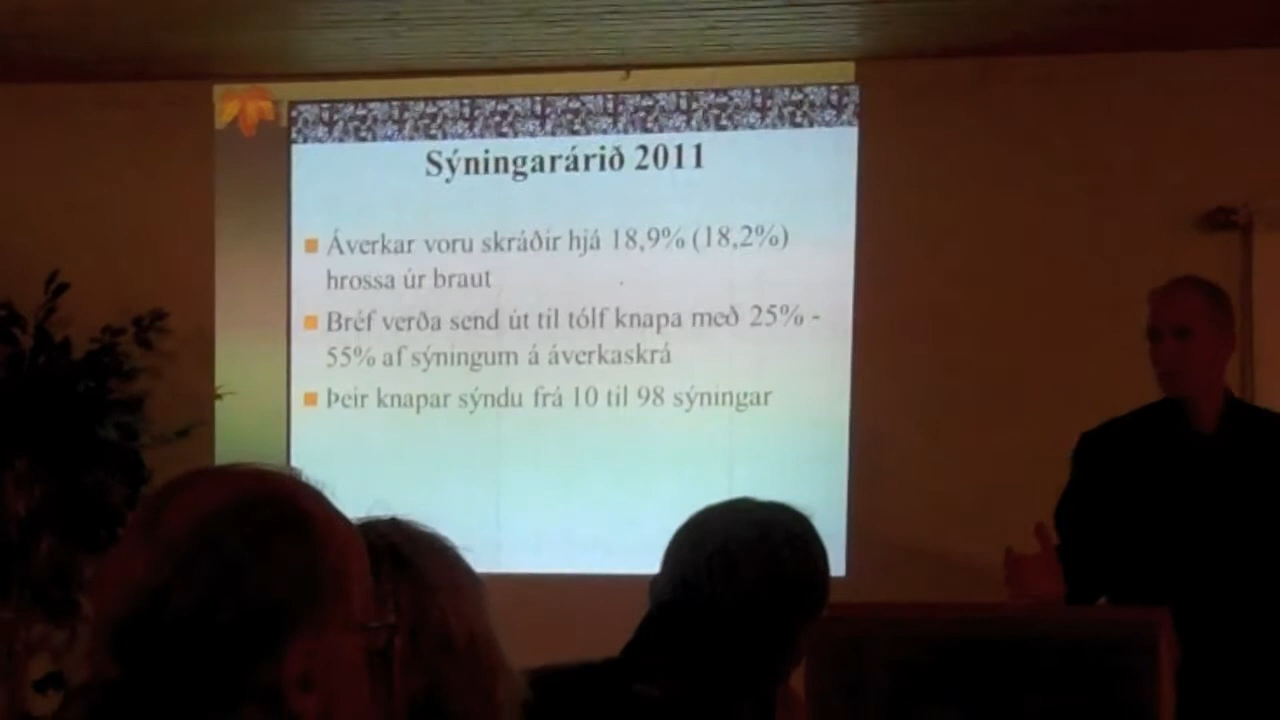 Sýningarárið 2011
Áverkar voru skráðir hjá 18,9% (18,2%)
hrossa úr braut
Bréf verða send út til tólf knapa með 25% -
55% af sýningum á áverkaskrá
Þeir knapar sýndu frá 10 til 98 sýningar